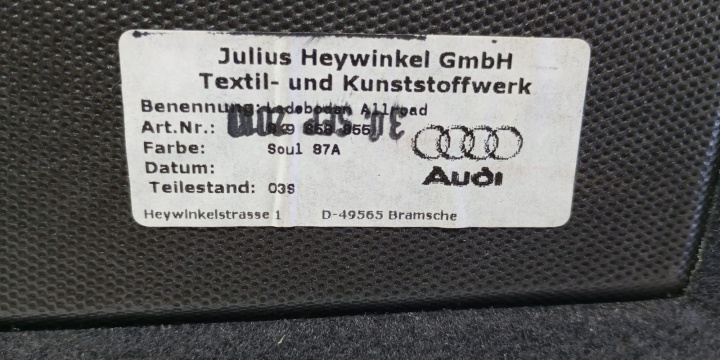 Julius Heywinkel GmbH
Textil- und Kunststoffwerk
Benennung: Ladeboden Allroad
Art.Nr.:
Farbe: Soul 87A
Datum:
Teilestand: 03S
Audi
Heywinkelstrasse 1 D-49565 Bramsche